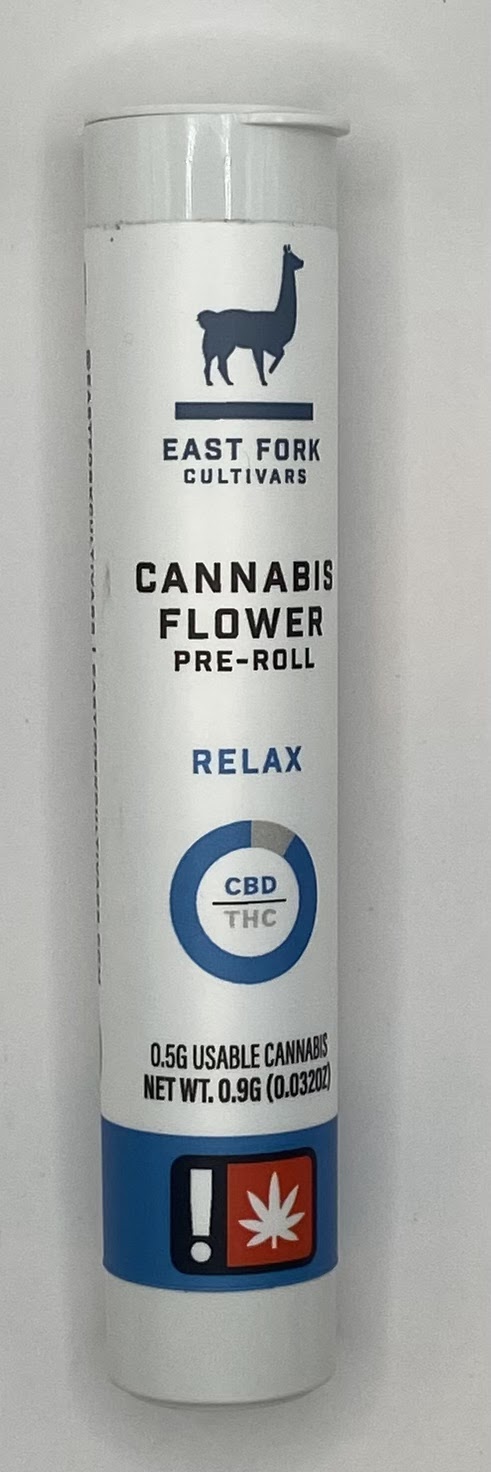 EAST FORK
CULTIVARS
CANNABIS
FLOWER
PRE-ROLL
RELAX
CBD
THC
0.5G USABLE CANNABIS
NET WT. 0.9G (0.032OZ)
!